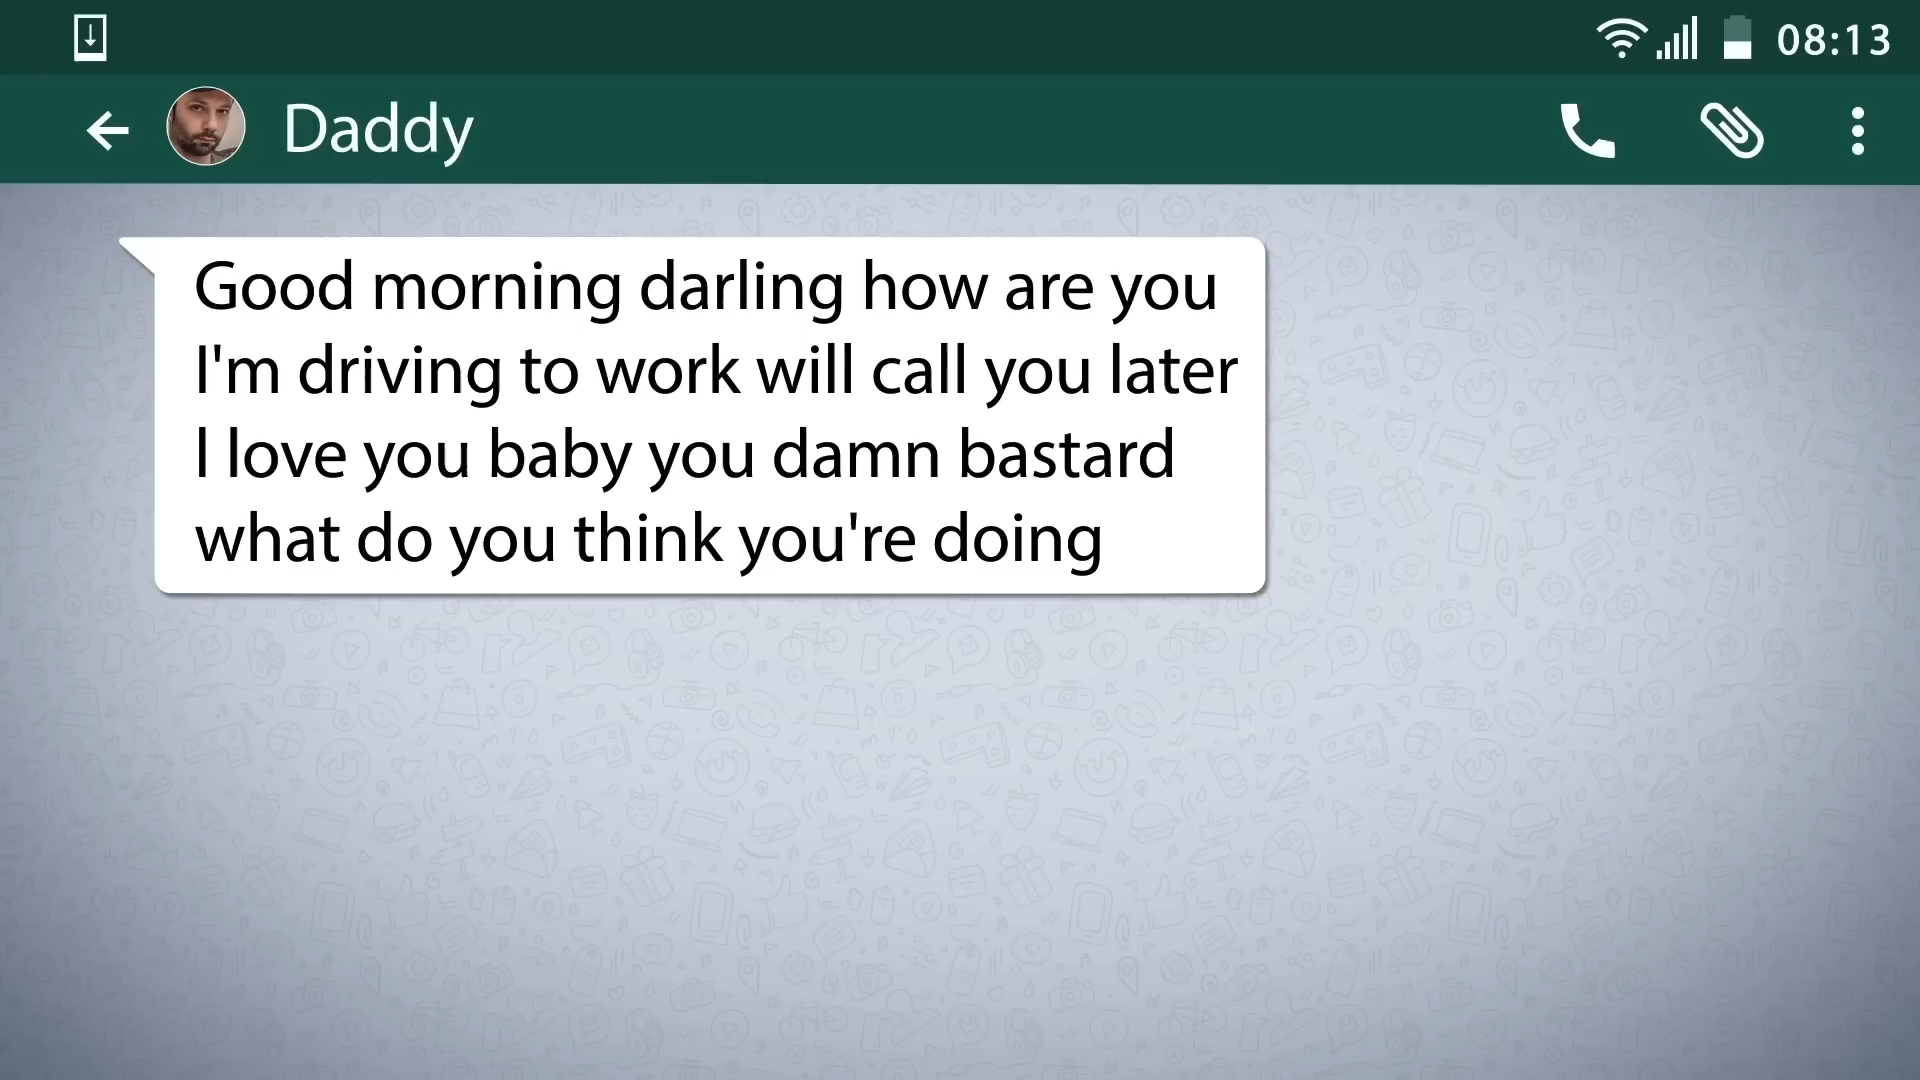 08:13
Daddy
Good morning darling how are you
I'm driving to work will call you later
I love you baby you damn bastard
what do you think you're doing